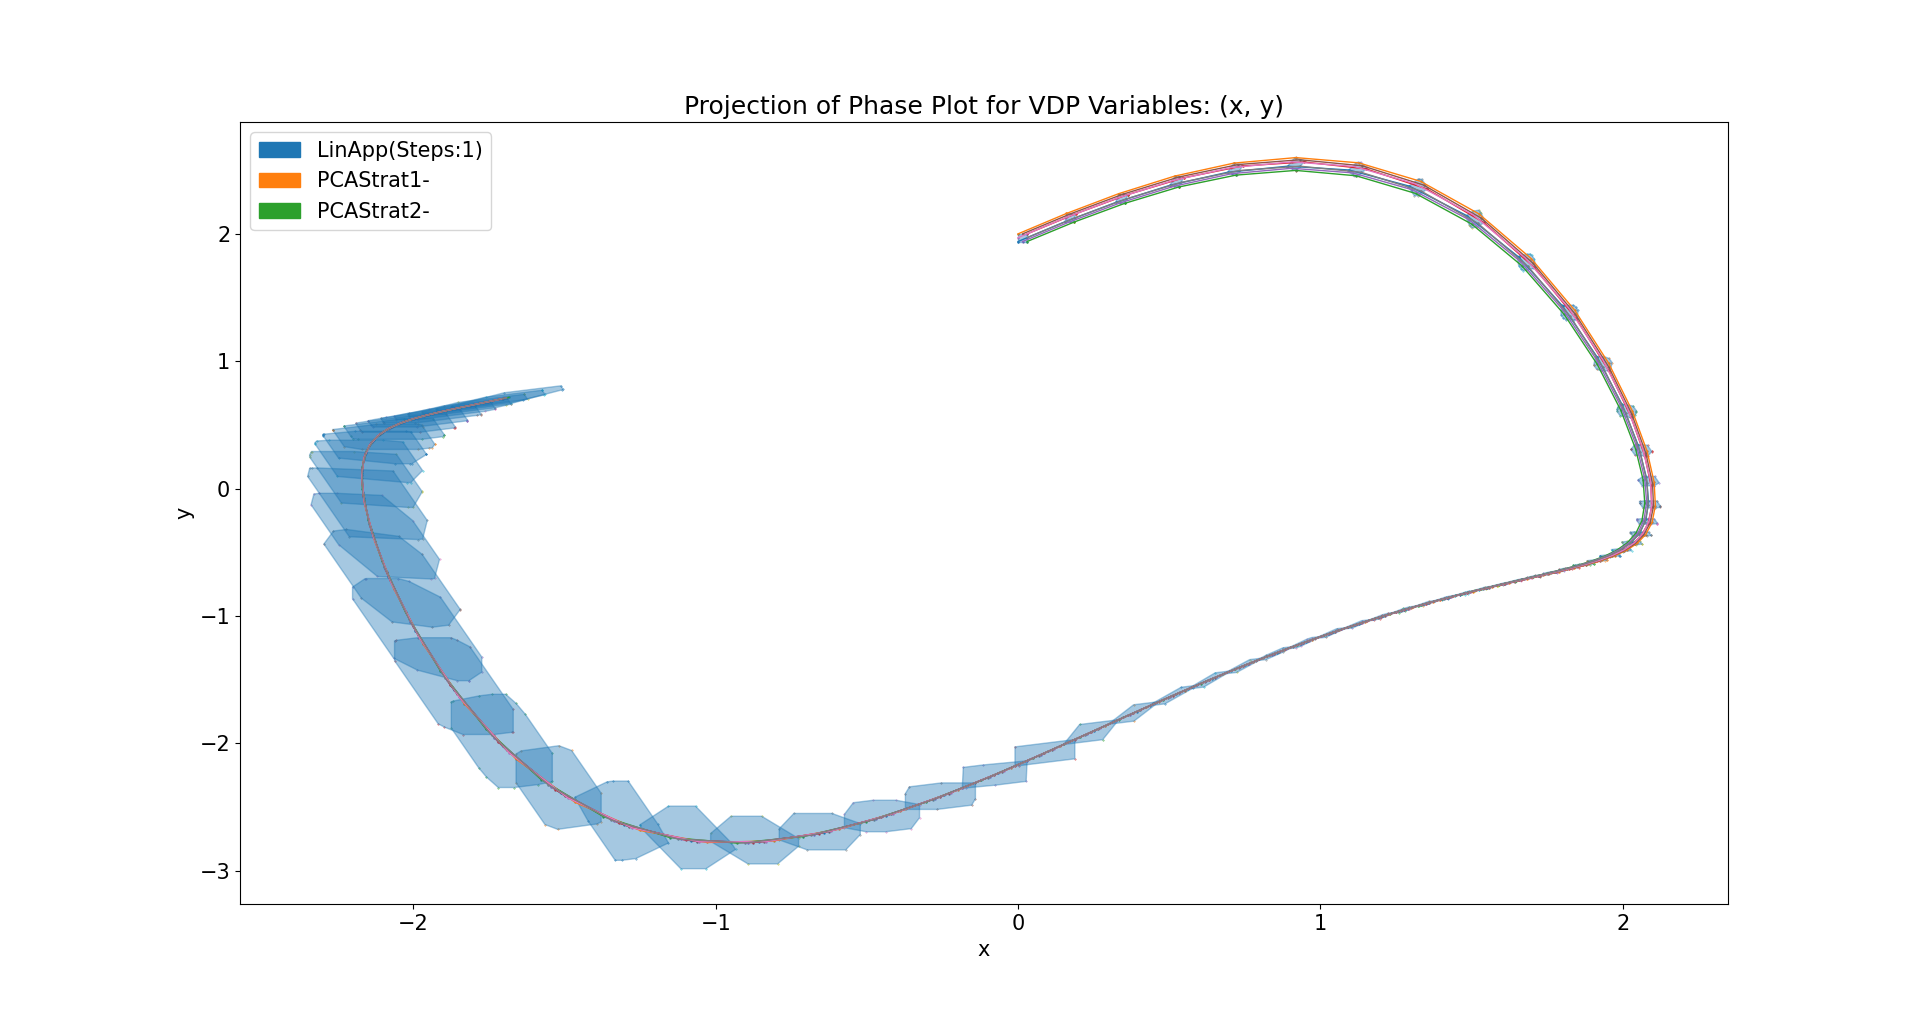 Projection of Phase Plot for VDP Variables: (x, y)
LinApp(Steps:1)
PCAStrat1-
PCAStrat2-
2
1
0
−1
−2
−3
y
−2 −1 0 1 2
x